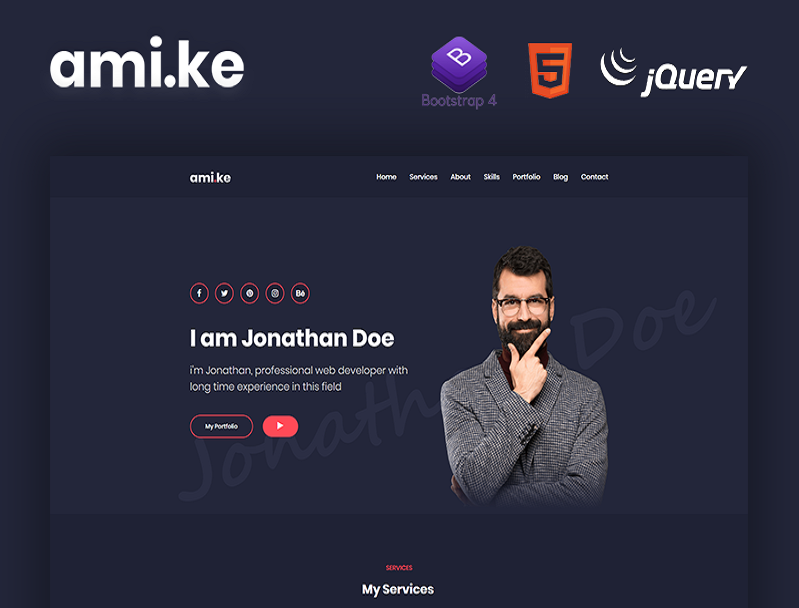 ami.ke
Bootstrap 4
5
jQuery
ami.ke
Home Services About Skills Portfolio Blog Contact
Bē
I am Jonathan Doe
i'm Jonathan, professional web developer with
long time experience in this field
My Portfolio
Jonathan Doe
SERVICES
My Services